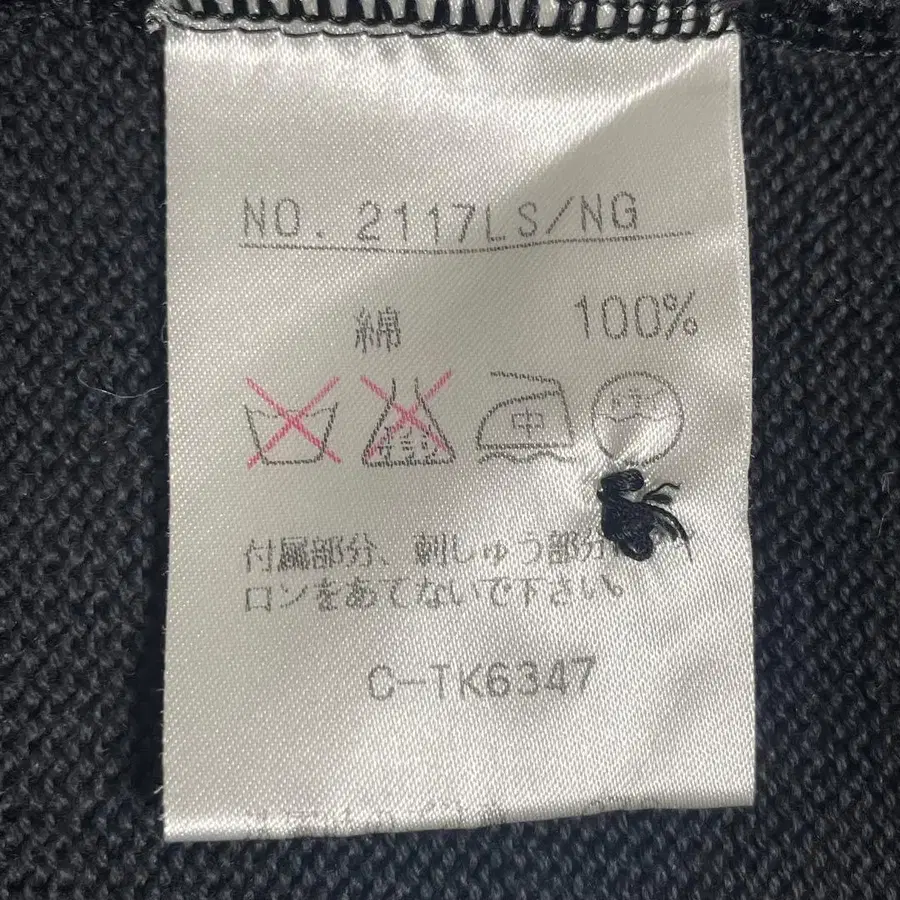 NO. 2117LS/NG
綿 100%
中
付属部分、刺しゅう部分
ロンをあてないで下さい。
C-TK6347